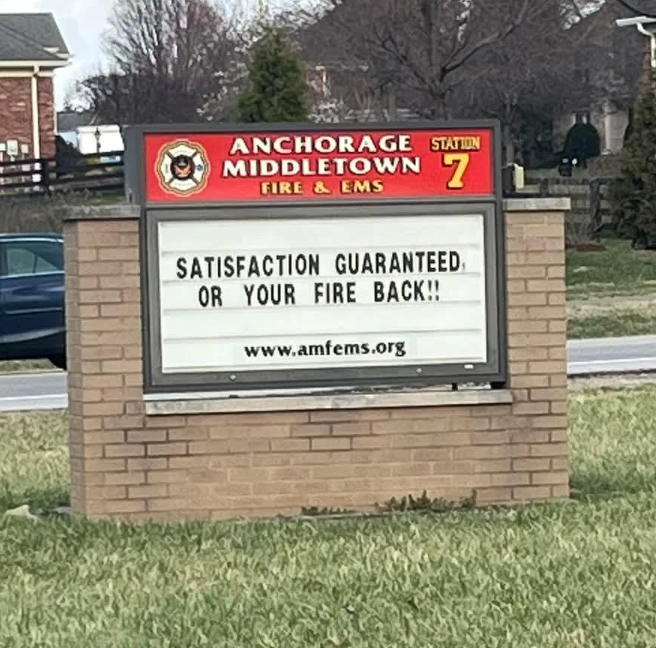 ANCHORAGE
MIDDLETOWN
FIRE & EMS
STATION
7
SATISFACTION GUARANTEED,
OR YOUR FIRE BACK!!
www.amfems.org